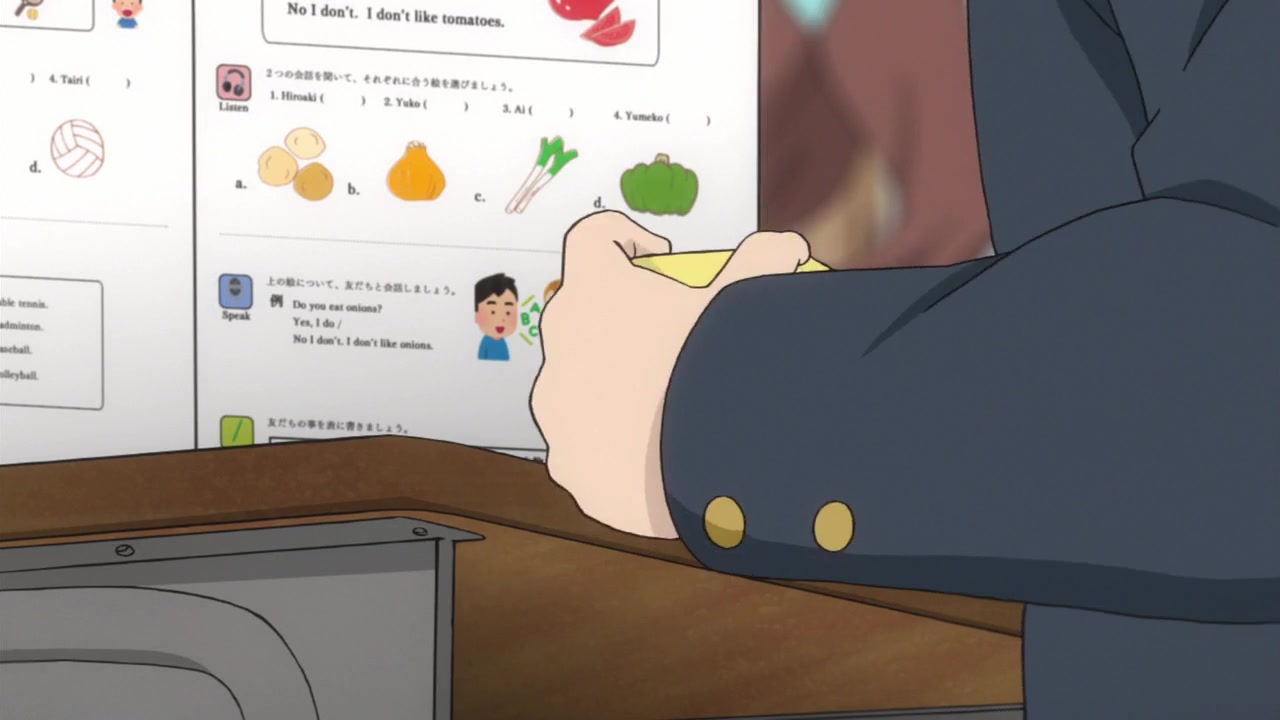 ) 4. Tairi ( )
d.
ble tennis.
adminton.
aseball.
olleyball.
No I don't. I don't like tomatoes.
Listen
2つの会話を聞いて、それぞれに合う絵を選びましょう。
1. Hiroaki ( ) 2. Yuko ( ) 3. Ai ( ) 4. Yumeko ( )
a. b. c. d.
Speak
上の絵について、友だちと会話しましょう。
例 Do you eat onions?
Yes, I do /
No I don't. I don't like onions.
A
B
C
友だちの事を表に書きましょう。